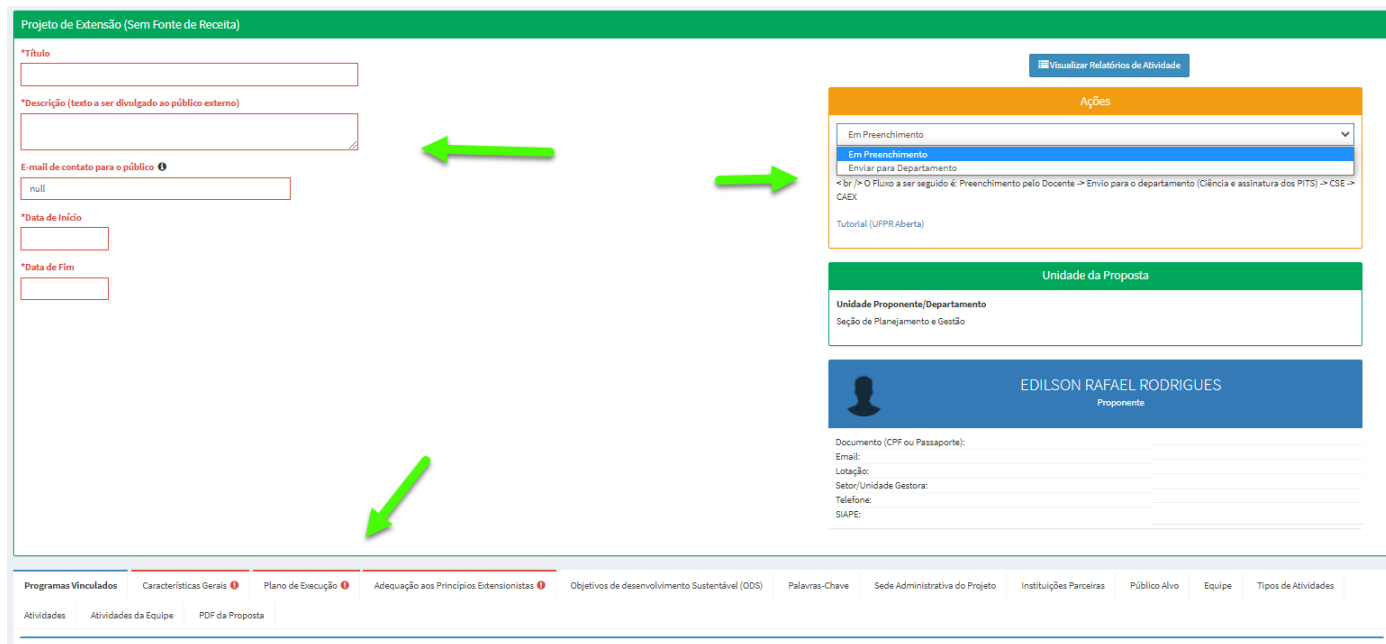 Projeto de Extensão (Sem Fonte de Receita)
*Título
*Descrição (texto a ser divulgado ao público externo)
E-mail de contato para o público
null
*Data de Início
*Data de Fim
Visualizar Relatórios de Atividade
Ações
Em Preenchimento
Em Preenchimento
Enviar para Departamento
< br /> O Fluxo a ser seguido é: Preenchimento pelo Docente -> Envio para o departamento (Ciência e assinatura dos PITS) -> CSE ->
CAEX
Tutorial (UFPR Aberta)
Unidade da Proposta
Unidade Proponente/Departamento
Seção de Planejamento e Gestão
EDILSON RAFAEL RODRIGUES
Proponente
Documento (CPF ou Passaporte):
Email:
Lotação:
Setor/Unidade Gestora:
Telefone:
SIAPE:
Programas Vinculados Características Gerais Plano de Execução Adequação aos Princípios Extensionistas Objetivos de desenvolvimento Sustentável (ODS) Palavras-Chave Sede Administrativa do Projeto Instituições Parceiras Público Alvo Equipe Tipos de Atividades
Atividades Atividades da Equipe PDF da Proposta